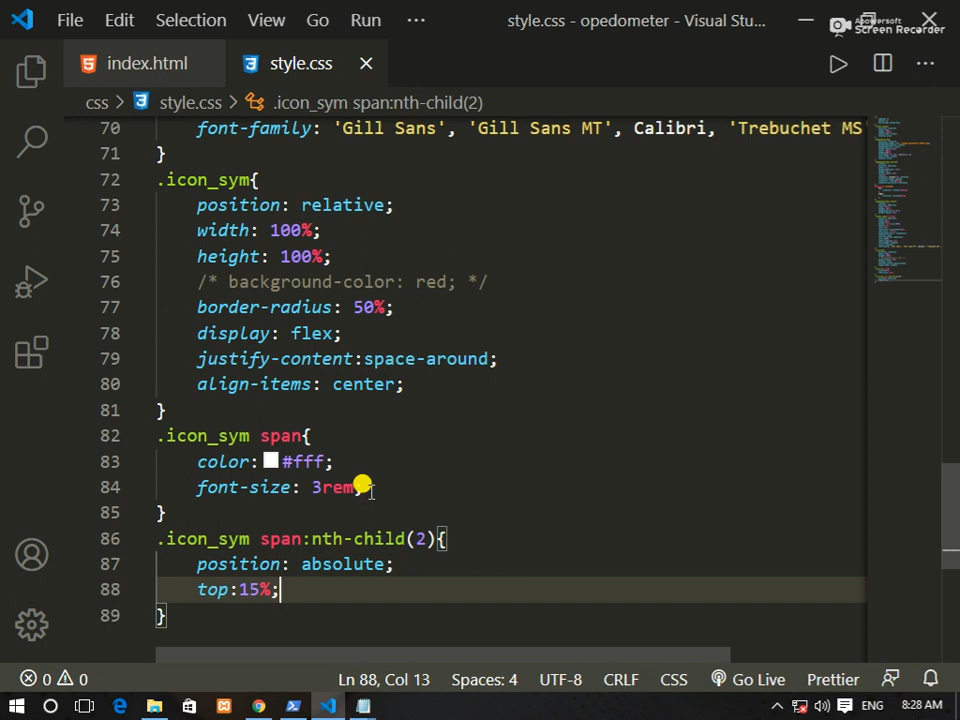 File Edit Selection View Go Run ··· style.css - opedometer - Visual Stu...
Apowersoft
Screen Recorder
index.html style.css
css > style.css > .icon_sym span:nth-child(2)
70 font-family: 'Gill Sans', 'Gill Sans MT', Calibri, 'Trebuchet MS
71 }
72 .icon_sym{
73 position: relative;
74 width: 100%;
75 height: 100%;
76 /* background-color: red; */
77 border-radius: 50%;
78 display: flex;
79 justify-content:space-around;
80 align-items: center;
81 }
82 .icon_sym span{
83 color: #fff;
84 font-size: 3rem;
85 }
86 .icon_sym span:nth-child(2){
87 position: absolute;
88 top:15%;
89 }
0 0 Ln 88, Col 13 Spaces: 4 UTF-8 CRLF CSS Go Live Prettier
ENG 8:28 AM